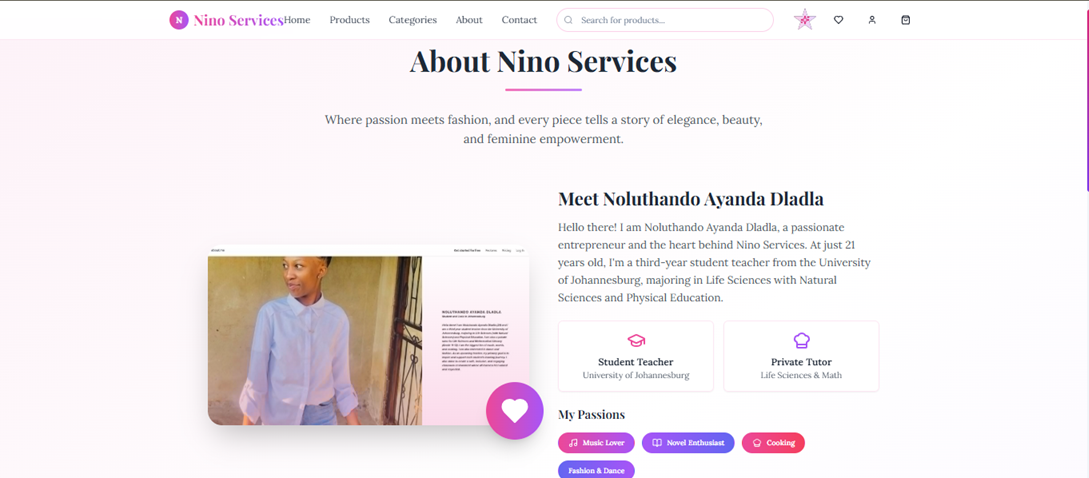 N Nino Services Home Products Categories About Contact Search for products...
About Nino Services
Where passion meets fashion, and every piece tells a story of elegance, beauty,
and feminine empowerment.
NOLUTHANDO AYANDA DLADLA
Meet Noluthando Ayanda Dladla
Hello there! I am Noluthando Ayanda Dladla, a passionate
entrepreneur and the heart behind Nino Services. At just 21
years old, I'm a third-year student teacher from the University
of Johannesburg, majoring in Life Sciences with Natural
Sciences and Physical Education.
Student Teacher
University of Johannesburg
Private Tutor
Life Sciences & Math
My Passions
Music Lover Novel Enthusiast Cooking
Fashion & Dance